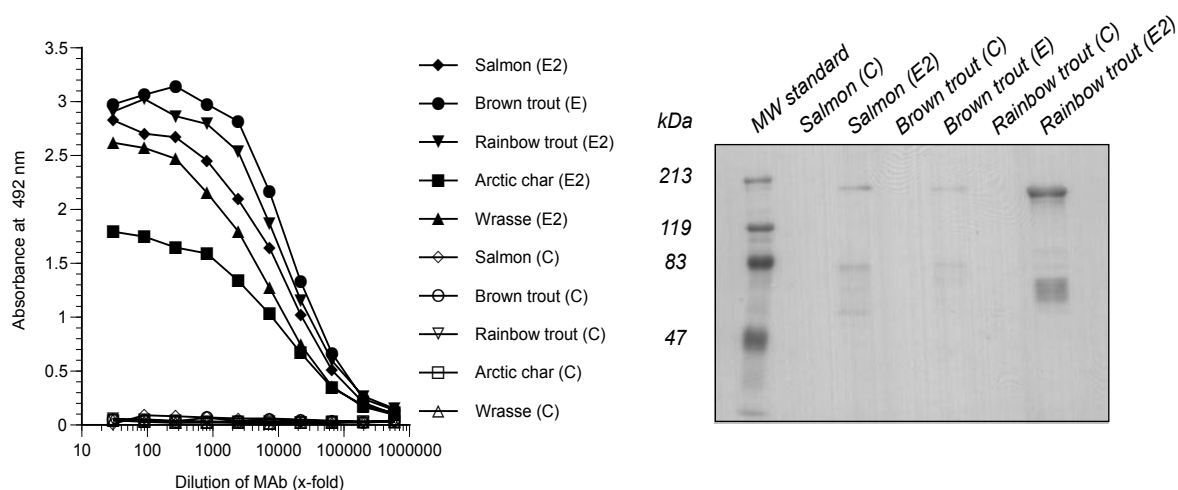 3.5
3
2.5
2
1.5
1
0.5
0
10 100 1000 10000 100000 1000000
Absorbance at 492 nm
Dilution of MAb (x-fold)
Salmon (E2)
Brown trout (E)
Rainbow trout (E2)
Arctic char (E2)
Wrasse (E2)
Salmon (C)
Brown trout (C)
Rainbow trout (C)
Arctic char (C)
Wrasse (C)
kDa
MW standard
Salmon (C)
Salmon (E2)
Brown trout (C)
Brown trout (E)
Rainbow trout (C)
Rainbow trout (E2)
213
119
83
47